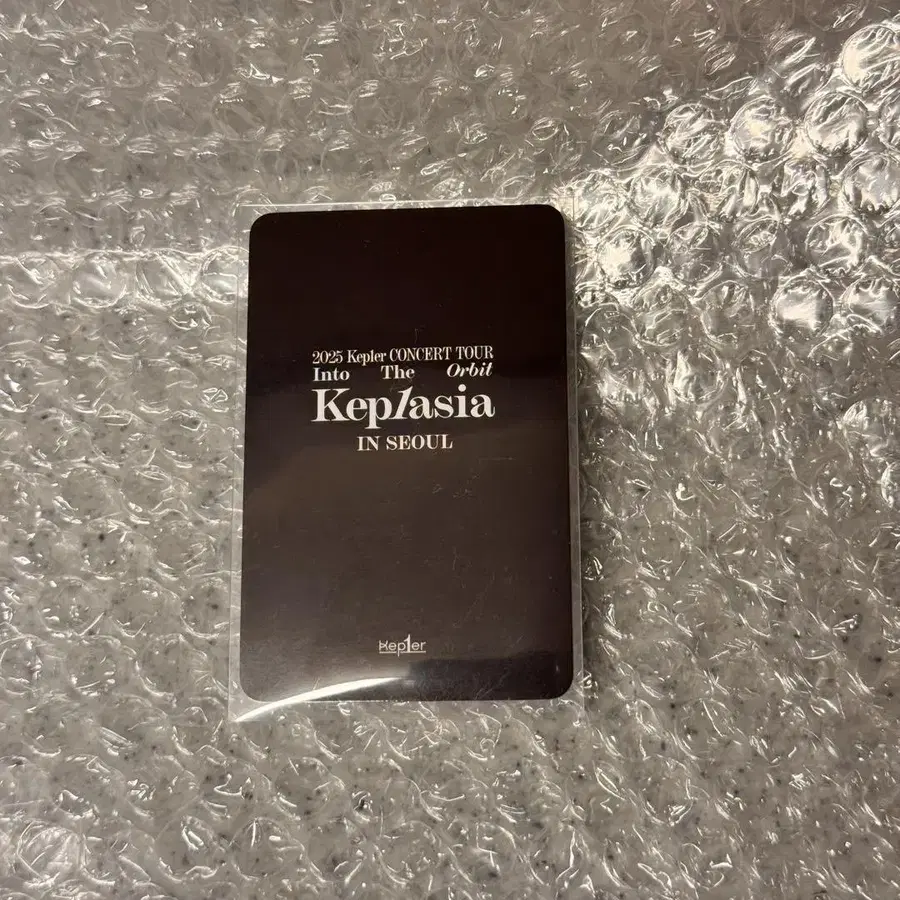 2025 Kep1er CONCERT TOUR
Into The Orbit
Kep1asia
IN SEOUL
Kep1er